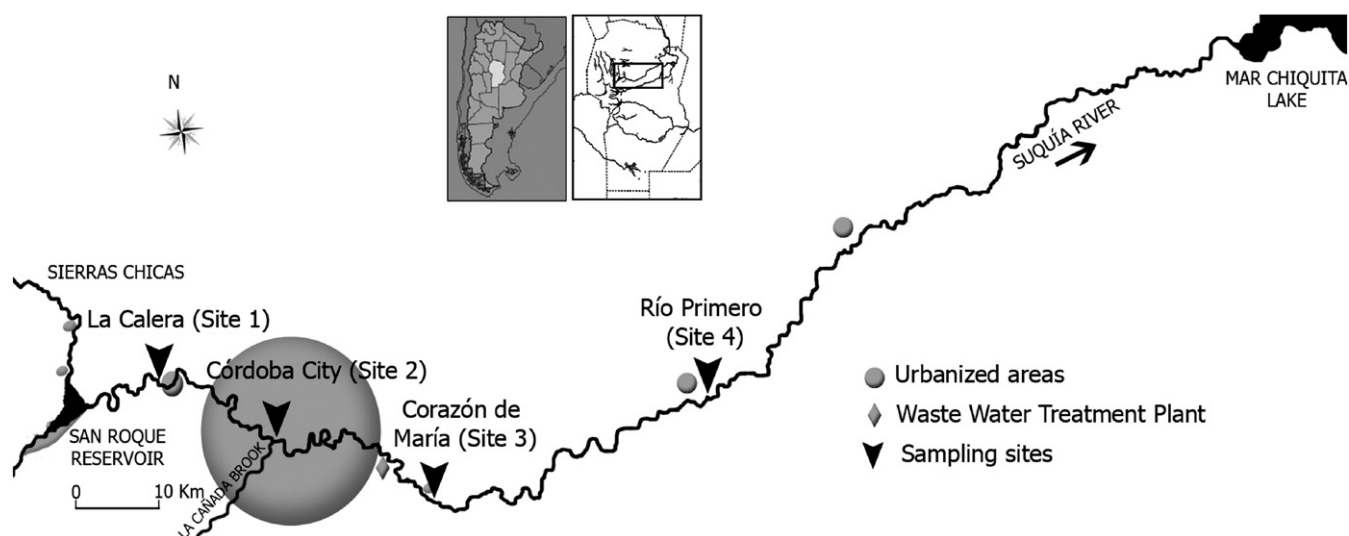 N
MAR CHIQUITA
LAKE
SUQUÍA RIVER
SIERRAS CHICAS
La Calera (Site 1)
Río Primero
(Site 4)
Córdoba City (Site 2)
Urbanized areas
Corazón de
María (Site 3)
Waste Water Treatment Plant
SAN ROQUE
RESERVOIR
Sampling sites
LA CAÑADA BROOK
0 10 Km